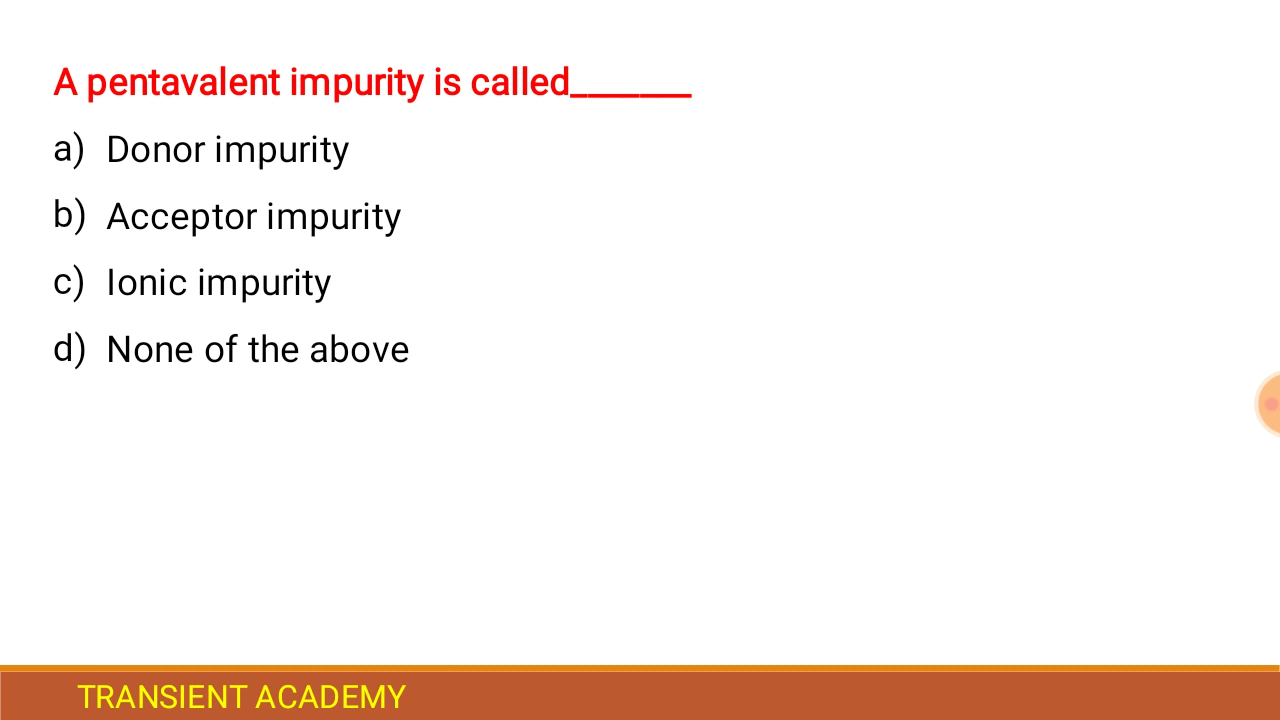 A pentavalent impurity is called_______
a) Donor impurity
b) Acceptor impurity
c) Ionic impurity
d) None of the above
TRANSIENT ACADEMY